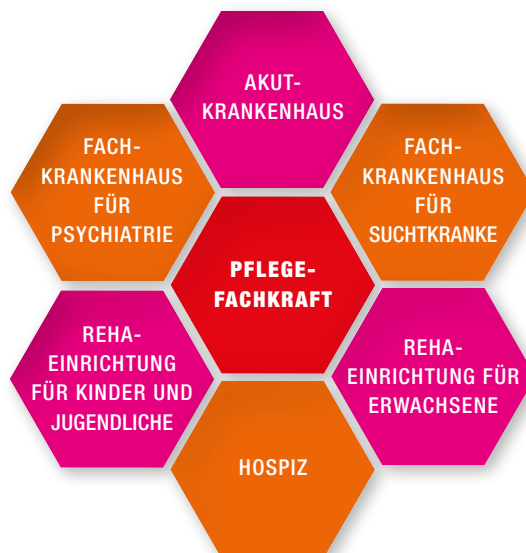 AKUT-
KRANKENHAUS
FACH-
KRANKENHAUS
FÜR
PSYCHIATRIE
FACH-
KRANKENHAUS
FÜR
SUCHTKRANKE
PFLEGE-
FACHKRAFT
REHA-
EINRICHTUNG
FÜR KINDER UND
JUGENDLICHE
REHA-
EINRICHTUNG FÜR
ERWACHSENE
HOSPIZ